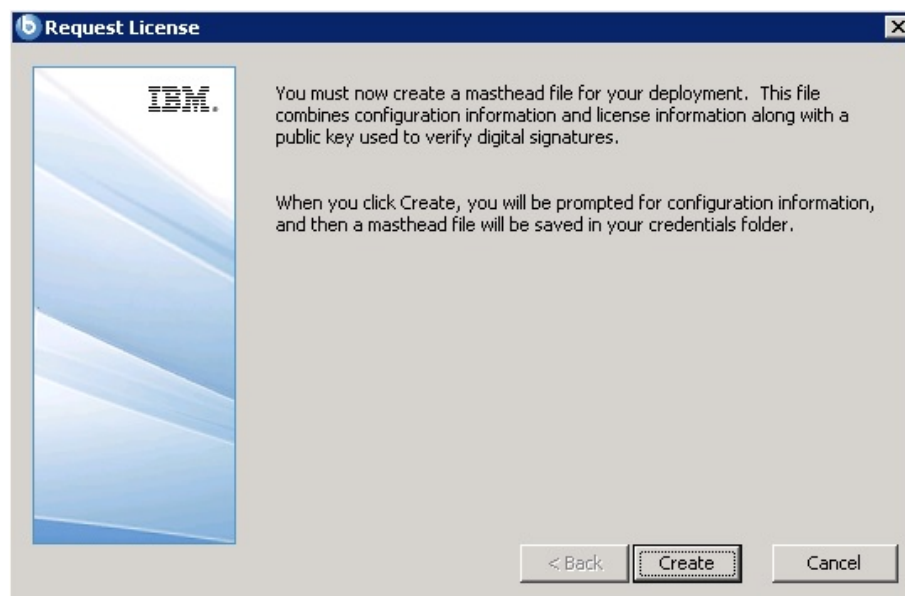 Request License
IBM.
You must now create a masthead file for your deployment. This file
combines configuration information and license information along with a
public key used to verify digital signatures.
When you click Create, you will be prompted for configuration information,
and then a masthead file will be saved in your credentials folder.
< Back Create Cancel